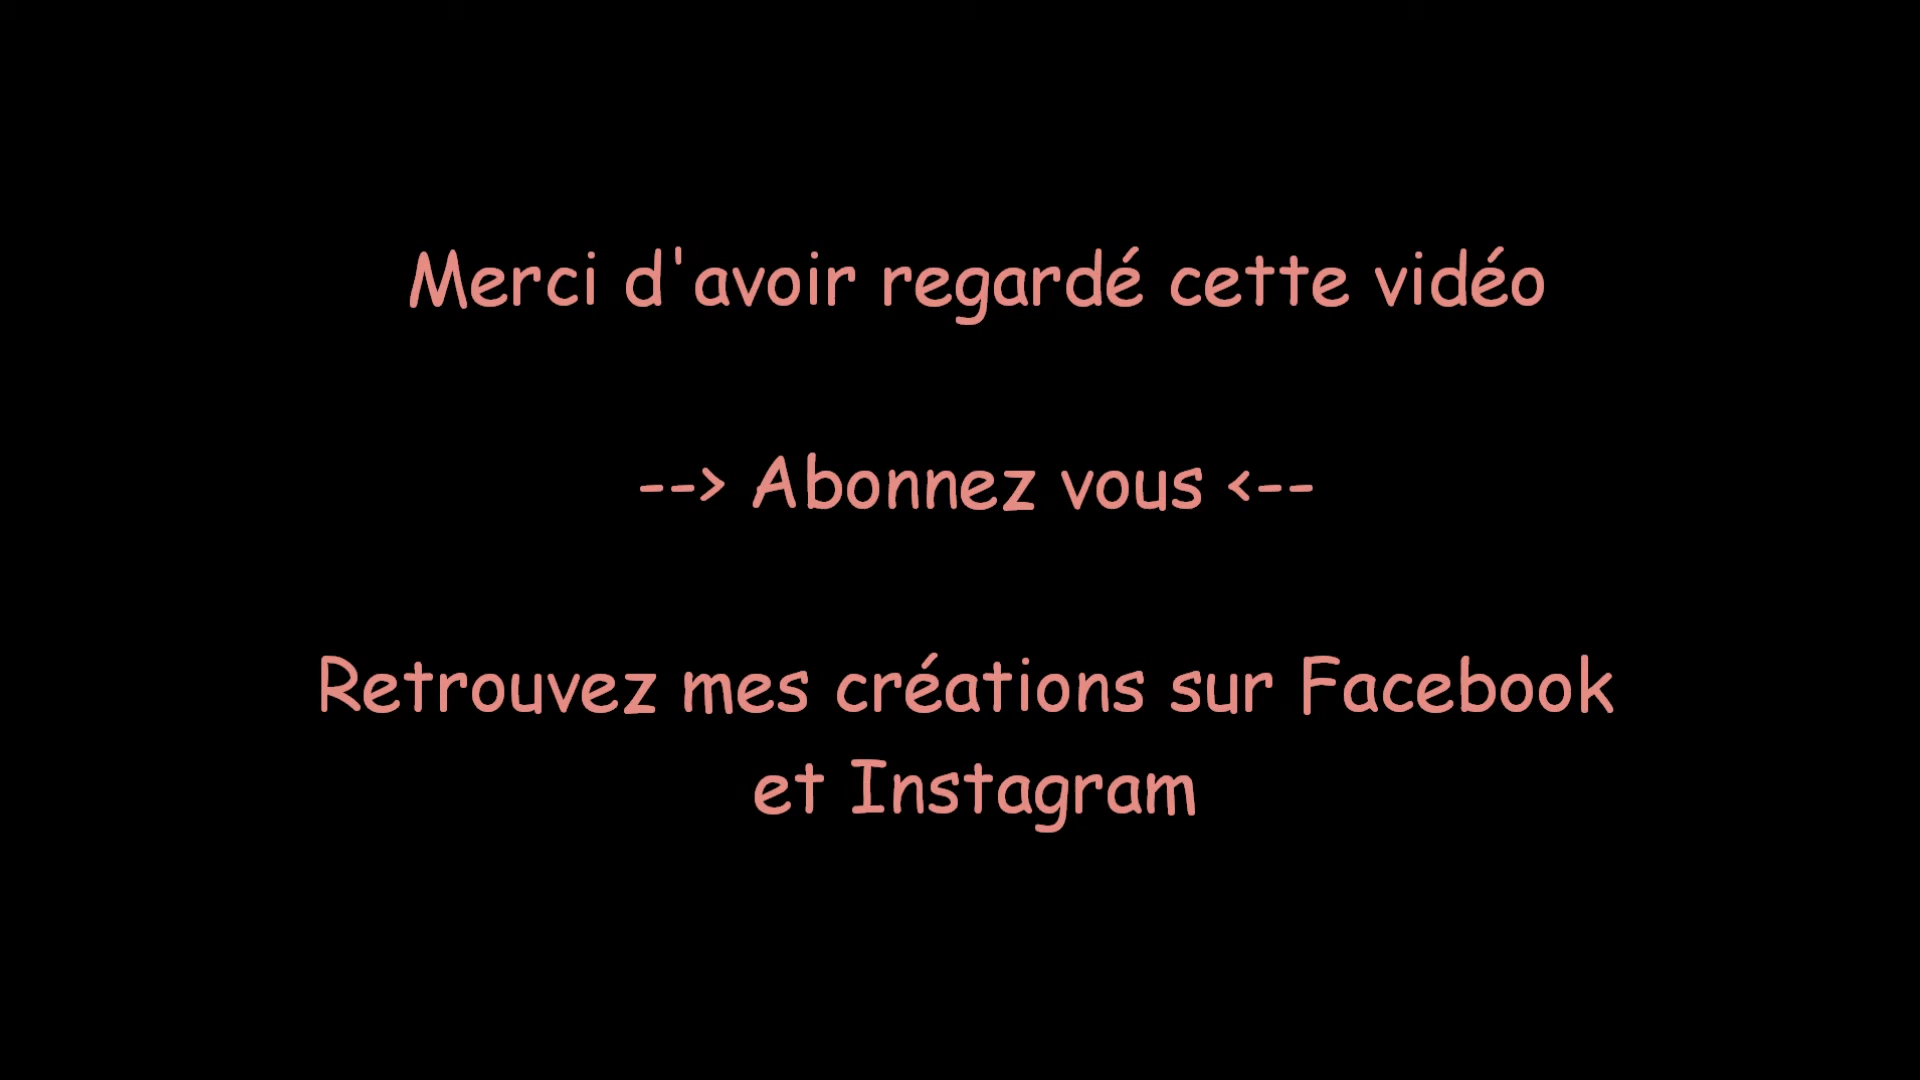 Merci d'avoir regardé cette vidéo
--> Abonnez vous <--
Retrouvez mes créations sur Facebook
et Instagram